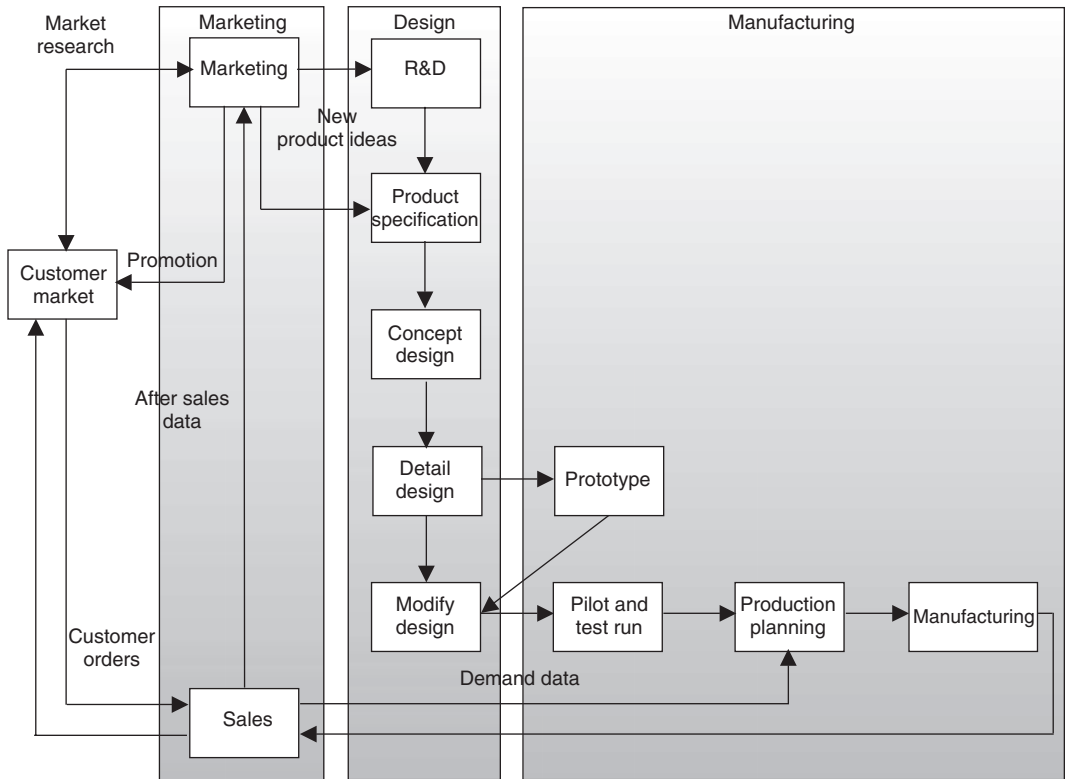 Market
research
Marketing
Design
Manufacturing
Marketing
R&D
New
product ideas
Product
specification
Promotion
Customer
market
Concept
design
After sales
data
Detail
design
Prototype
Modify
design
Pilot and
test run
Production
planning
Manufacturing
Customer
orders
Demand data
Sales